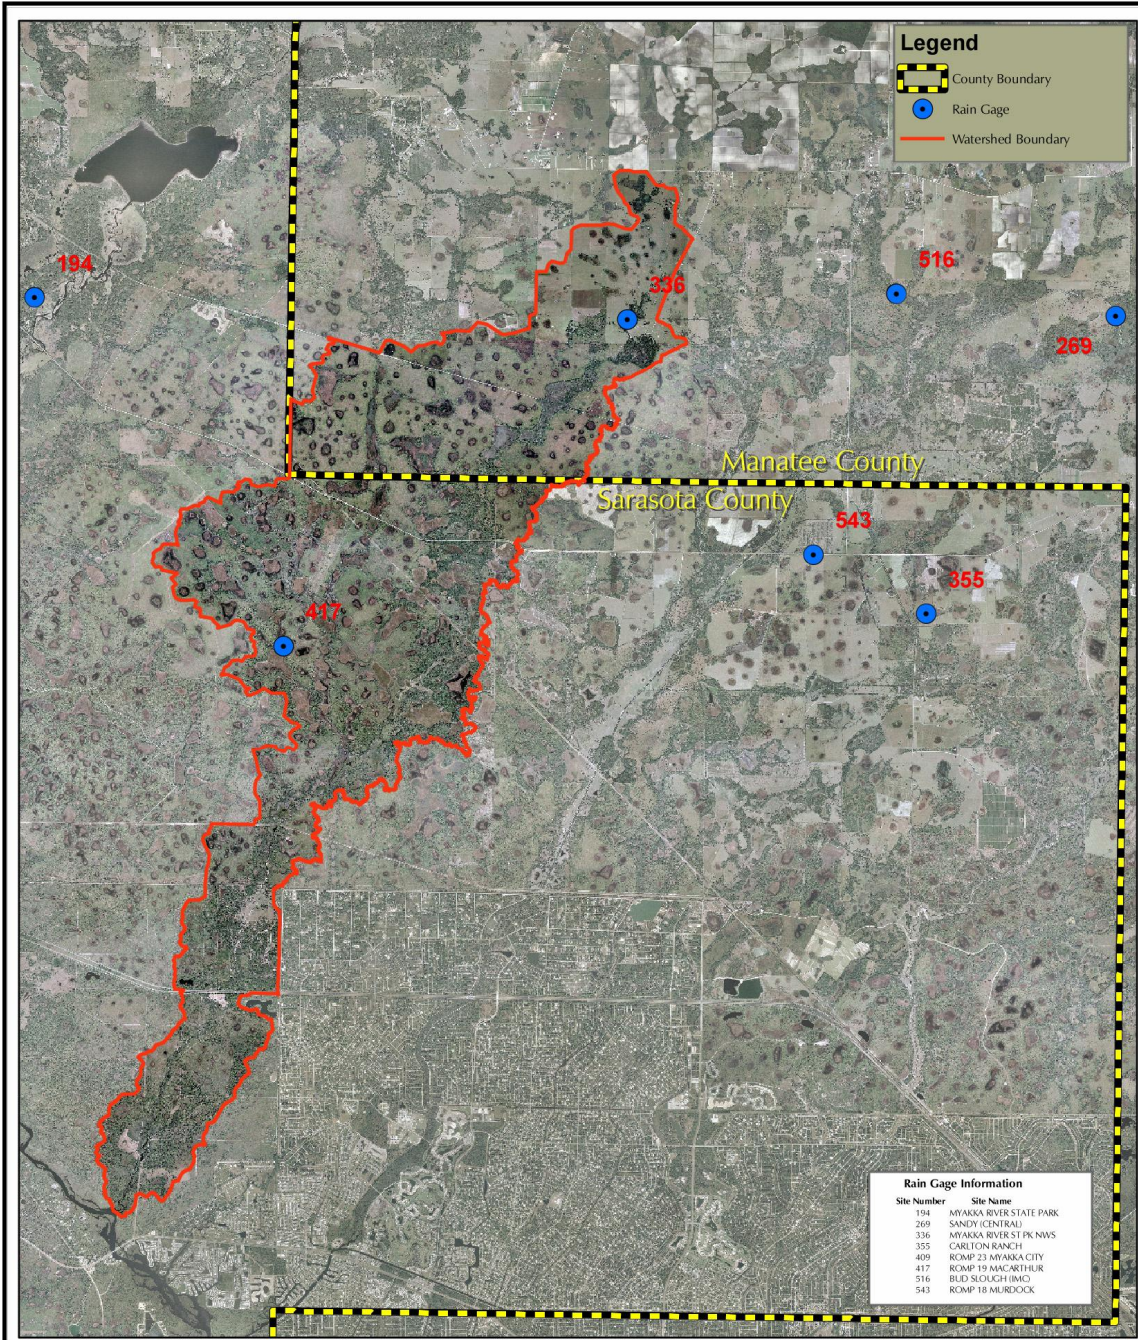 Legend
County Boundary
Rain Gage
Watershed Boundary
194
516
336
269
Manatee County
Sarasota County
543
355
417
Rain Gage Information
Site Number Site Name
194 MYAKKA RIVER STATE PARK
269 SANDY (CENTRAL)
336 MYAKKA RIVER ST PK NWS
355 CARLTON RANCH
409 ROMP 23 MYAKKA CITY
417 ROMP 19 MACARTHUR
516 BUD SLOUGH (IMC)
543 ROMP 18 MURDOCK